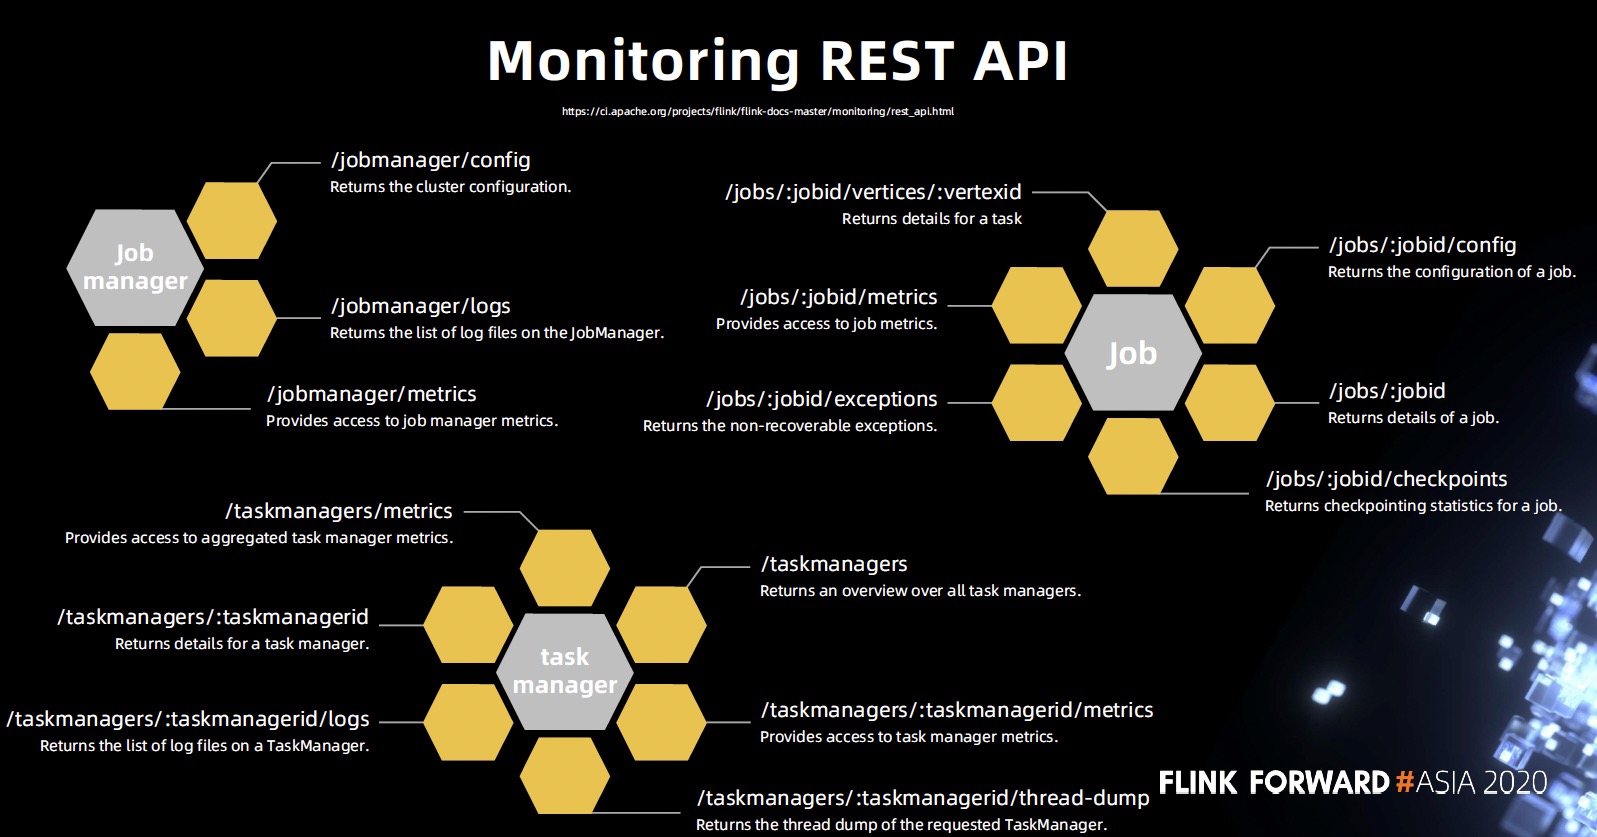 Monitoring REST API
https://ci.apache.org/projects/flink/flink-docs-master/monitoring/rest_api.html
Job
manager
/jobmanager/config
Returns the cluster configuration.
/jobmanager/logs
Returns the list of log files on the JobManager.
/jobmanager/metrics
Provides access to job manager metrics.
/jobs/:jobid/vertices/:vertexid
Returns details for a task
/jobs/:jobid/metrics
Provides access to job metrics.
/jobs/:jobid/exceptions
Returns the non-recoverable exceptions.
Job
/jobs/:jobid/config
Returns the configuration of a job.
/jobs/:jobid
Returns details of a job.
/jobs/:jobid/checkpoints
Returns checkpointing statistics for a job.
/taskmanagers/metrics
Provides access to aggregated task manager metrics.
/taskmanagers/:taskmanagerid
Returns details for a task manager.
/taskmanagers/:taskmanagerid/logs
Returns the list of log files on a TaskManager.
task
manager
/taskmanagers
Returns an overview over all task managers.
/taskmanagers/:taskmanagerid/metrics
Provides access to task manager metrics.
/taskmanagers/:taskmanagerid/thread-dump
Returns the thread dump of the requested TaskManager.
FLINK FORWARD #ASIA 2020